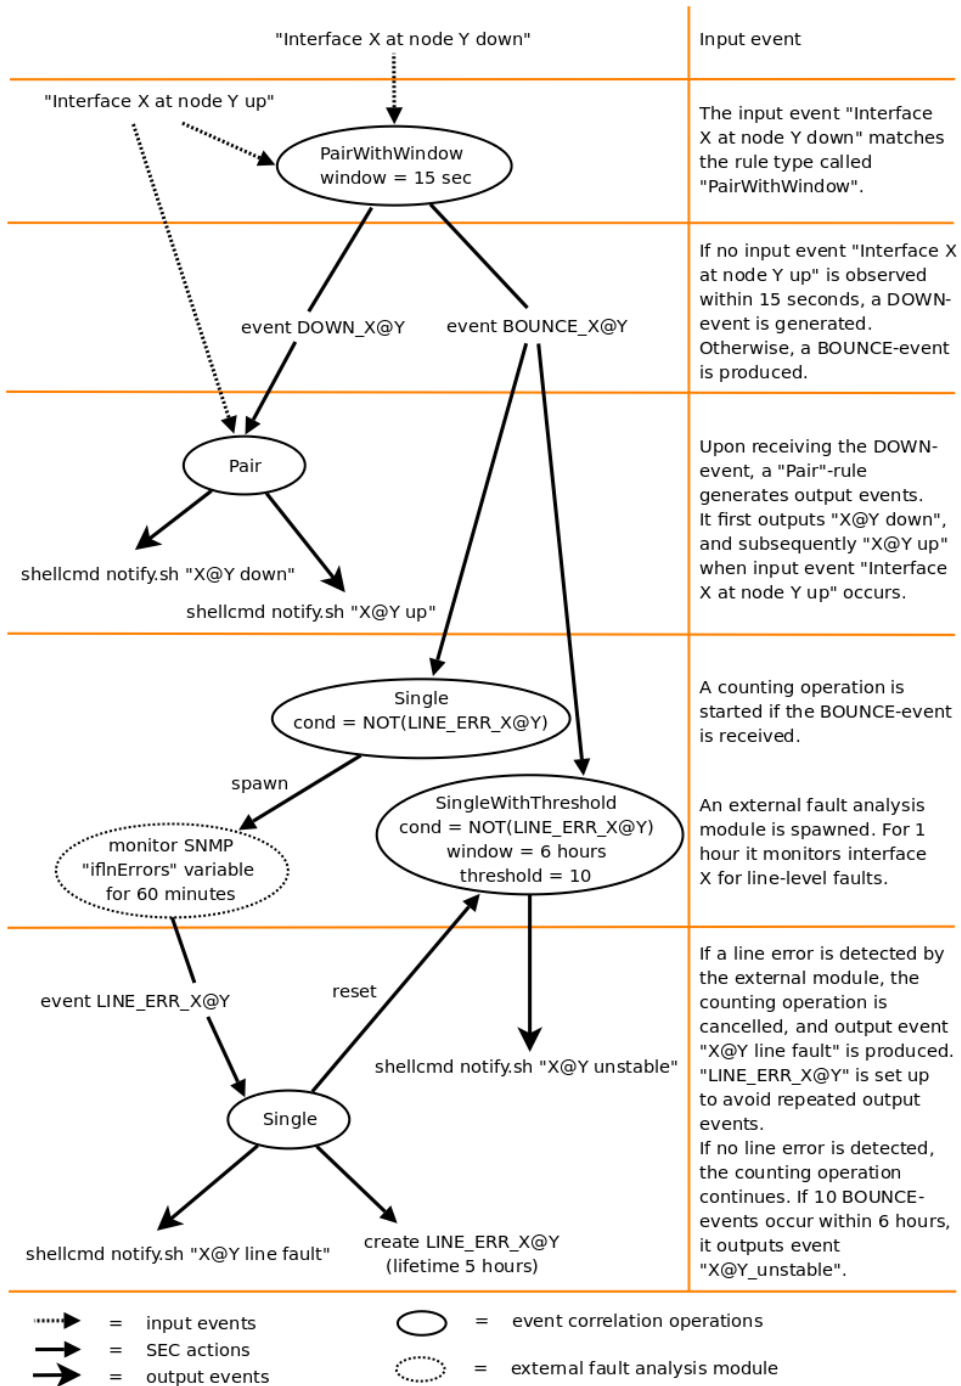 "Interface X at node Y down"
Input event
"Interface X at node Y up"
PairWithWindow
window = 15 sec
The input event "Interface
X at node Y down" matches
the rule type called
"PairWithWindow".
event DOWN_X@Y
event BOUNCE_X@Y
If no input event "Interface X
at node Y up" is observed
within 15 seconds, a DOWN-
event is generated.
Otherwise, a BOUNCE-event
is produced.
Pair
shellcmd notify.sh "X@Y down"
shellcmd notify.sh "X@Y up"
Upon receiving the DOWN-
event, a "Pair"-rule
generates output events.
It first outputs "X@Y down",
and subsequently "X@Y up"
when input event "Interface
X at node Y up" occurs.
Single
cond = NOT(LINE_ERR_X@Y)
spawn
SingleWithThreshold
cond = NOT(LINE_ERR_X@Y)
window = 6 hours
threshold = 10
monitor SNMP
"ifInErrors" variable
for 60 minutes
A counting operation is
started if the BOUNCE-event
is received.
An external fault analysis
module is spawned. For 1
hour it monitors interface
X for line-level faults.
event LINE_ERR_X@Y
reset
shellcmd notify.sh "X@Y unstable"
Single
shellcmd notify.sh "X@Y line fault"
create LINE_ERR_X@Y
(lifetime 5 hours)
If a line error is detected by
the external module, the
counting operation is
cancelled, and output event
"X@Y line fault" is produced.
"LINE_ERR_X@Y" is set up
to avoid repeated output
events.
If no line error is detected,
the counting operation
continues. If 10 BOUNCE-
events occur within 6 hours,
it outputs event
"X@Y_unstable".
= input events
= SEC actions
= output events
= event correlation operations
= external fault analysis module